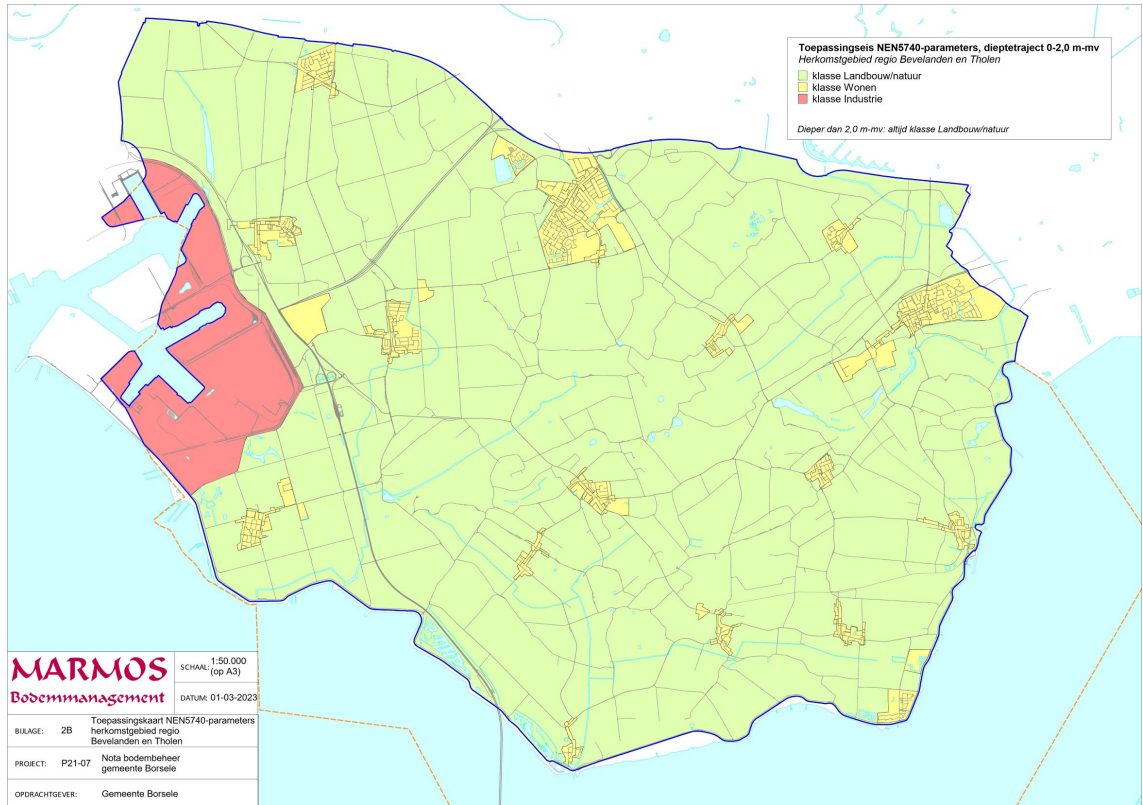 Toepassingseis NEN5740-parameters, dieptetraject 0-2,0 m-mv
Herkomstgebied regio Bevelanden en Tholen
klasse Landbouw/natuur
klasse Wonen
klasse Industrie
Dieper dan 2,0 m-mv: altijd klasse Landbouw/natuur
MARMOS
Bodemmanagement
SCHAAL: 1:50.000
(op A3)
DATUM: 01-03-2023
BIJLAGE: 2B Toepassingskaart NEN5740-parameters
herkomstgebied regio
Bevelanden en Tholen
PROJECT: P21-07 Nota bodembeheer
gemeente Borsele
OPDRACHTGEVER: Gemeente Borsele